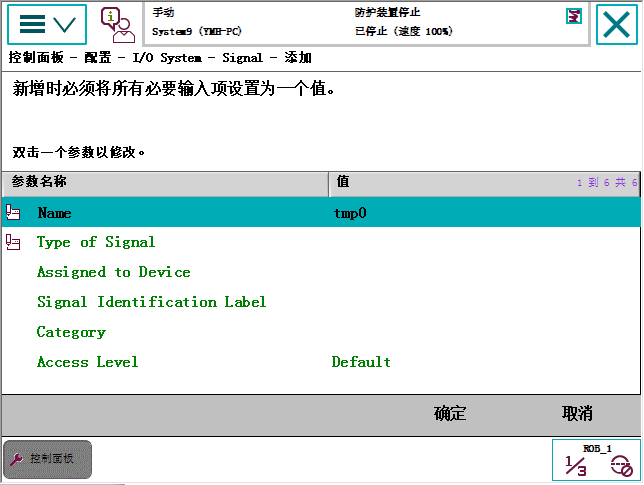 手动
防护装置停止
System9 (YMH-PC)
已停止 (速度 100%)
控制面板 - 配置 - I/O System - Signal - 添加
新增时必须将所有必要输入项设置为一个值。
双击一个参数以修改。
参数名称 值 1 到 6 共 6
Name tmp0
Type of Signal
Assigned to Device
Signal Identification Label
Category
Access Level Default
确定 取消
控制面板
ROB_1
1/3